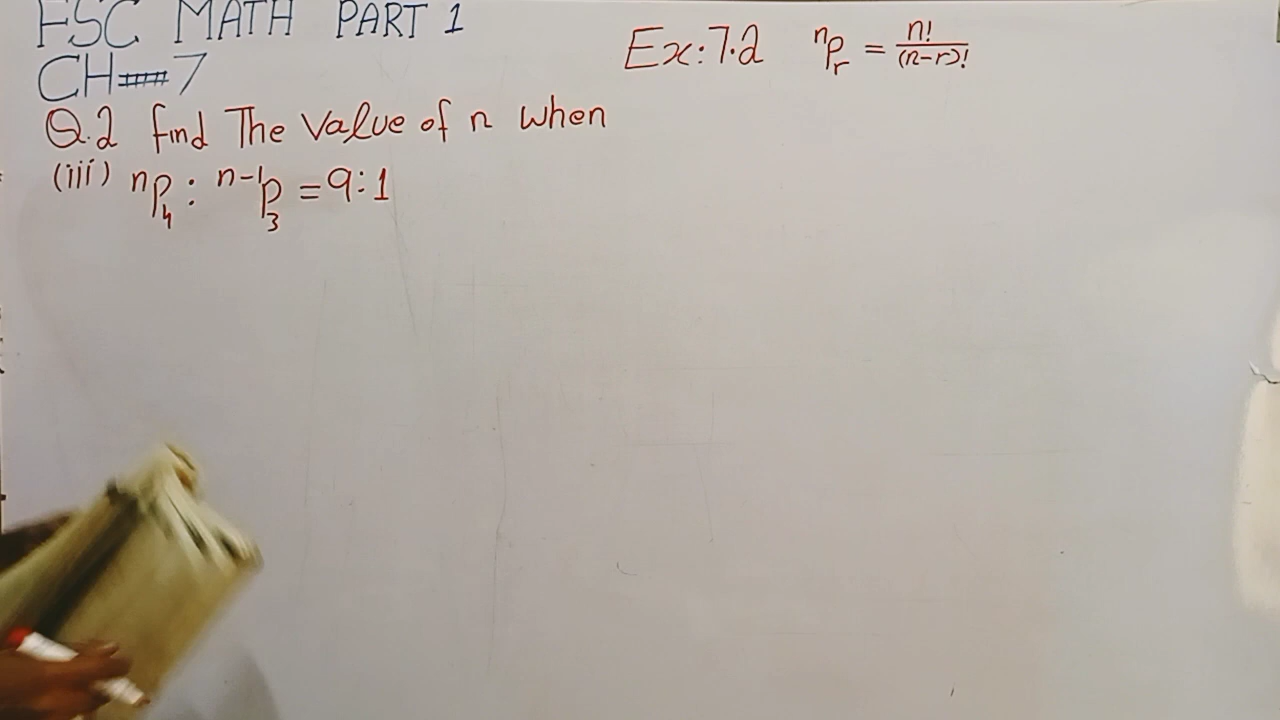 FSC MATH PART 1
CH 7
Ex: 7.2 ⁿPᵣ = n!/(n-r)!
Q.2 find The Value of n when
(iii) ⁿP₄ : ⁿ⁻¹P₃ = 9:1